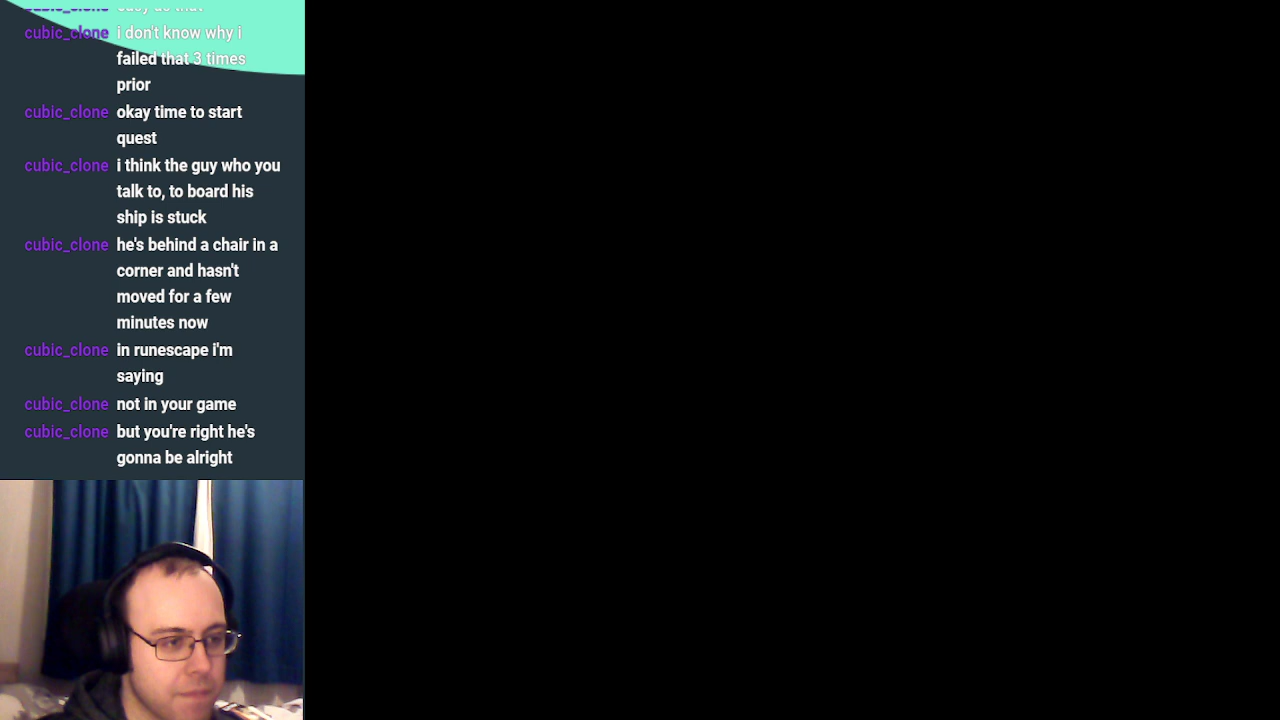 cubic_clone i don't know why i
failed that 3 times
prior
cubic_clone okay time to start
quest
cubic_clone i think the guy who you
talk to, to board his
ship is stuck
cubic_clone he's behind a chair in a
corner and hasn't
moved for a few
minutes now
cubic_clone in runescape i'm
saying
cubic_clone not in your game
cubic_clone but you're right he's
gonna be alright